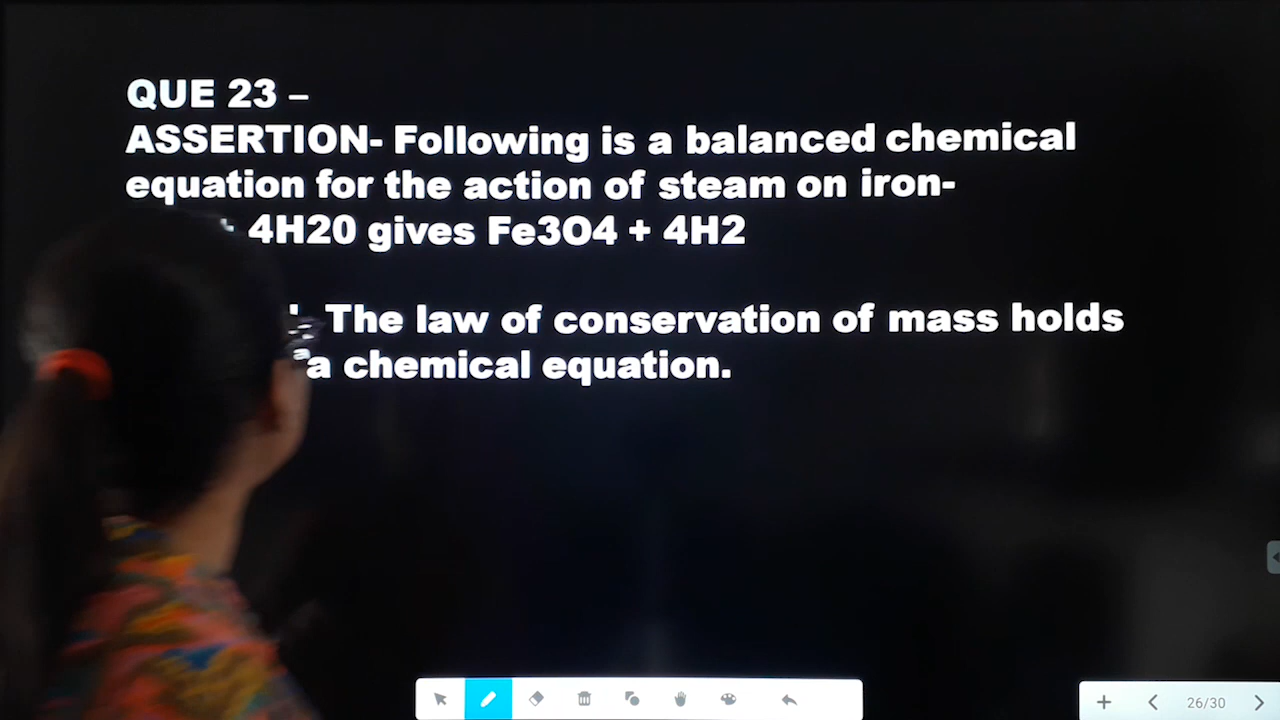 QUE 23 –
ASSERTION- Following is a balanced chemical
equation for the action of steam on iron-
+ 4H20 gives Fe3O4 + 4H2
The law of conservation of mass holds
a chemical equation.
26/30